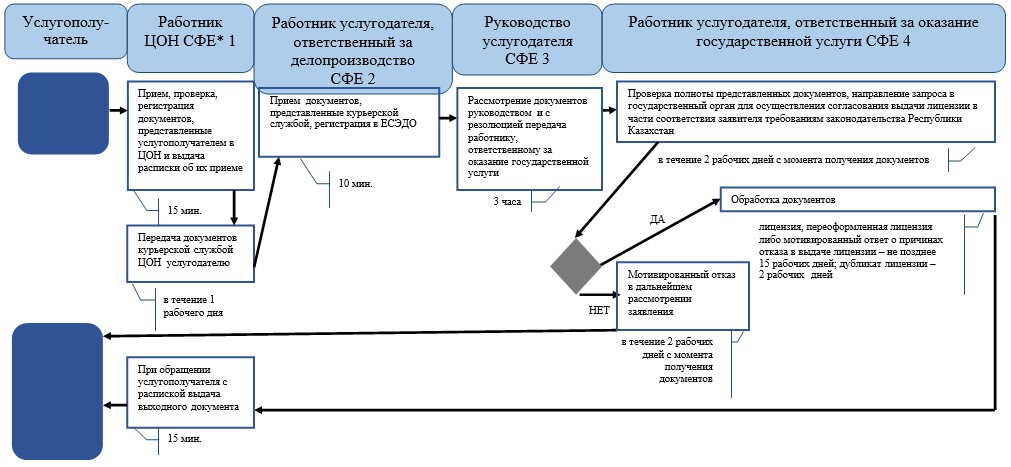 Услугополу-
чатель
Работник
ЦОН СФЕ* 1
Работник услугодателя,
ответственный за
делопроизводство
СФЕ 2
Руководство
услугодателя
СФЕ 3
Работник услугодателя, ответственный за оказание
государственной услуги СФЕ 4
Прием, проверка,
регистрация
документов,
представленные
услугополучателем в
ЦОН и выдача
расписки об их приеме
15 мин.
Передача документов
курьерской службой
ЦОН услугодателю
в течение 1
рабочего дня
Прием документов,
представленные курьерской
службой, регистрация в ЕСЭДО
10 мин.
Рассмотрение документов
руководством и с
резолюцией передача
работнику,
ответственному за
оказание государственной
услуги
3 часа
Проверка полноты представленных документов, направление запроса в
государственный орган для осуществления согласования выдачи лицензии в
части соответствия заявителя требованиям законодательства Республики
Казахстан
в течение 2 рабочих дней с момента получения документов
ДА
Обработка документов
лицензия, переоформленная лицензия
либо мотивированный ответ о причинах
отказа в выдаче лицензии – не позднее
15 рабочих дней; дубликат лицензии –
2 рабочих дней
НЕТ
Мотивированный отказ
в дальнейшем
рассмотрении
заявления
в течение 2 рабочих
дней с момента
получения
документов
При обращении
услугополучателя с
распиской выдача
выходного документа
15 мин.